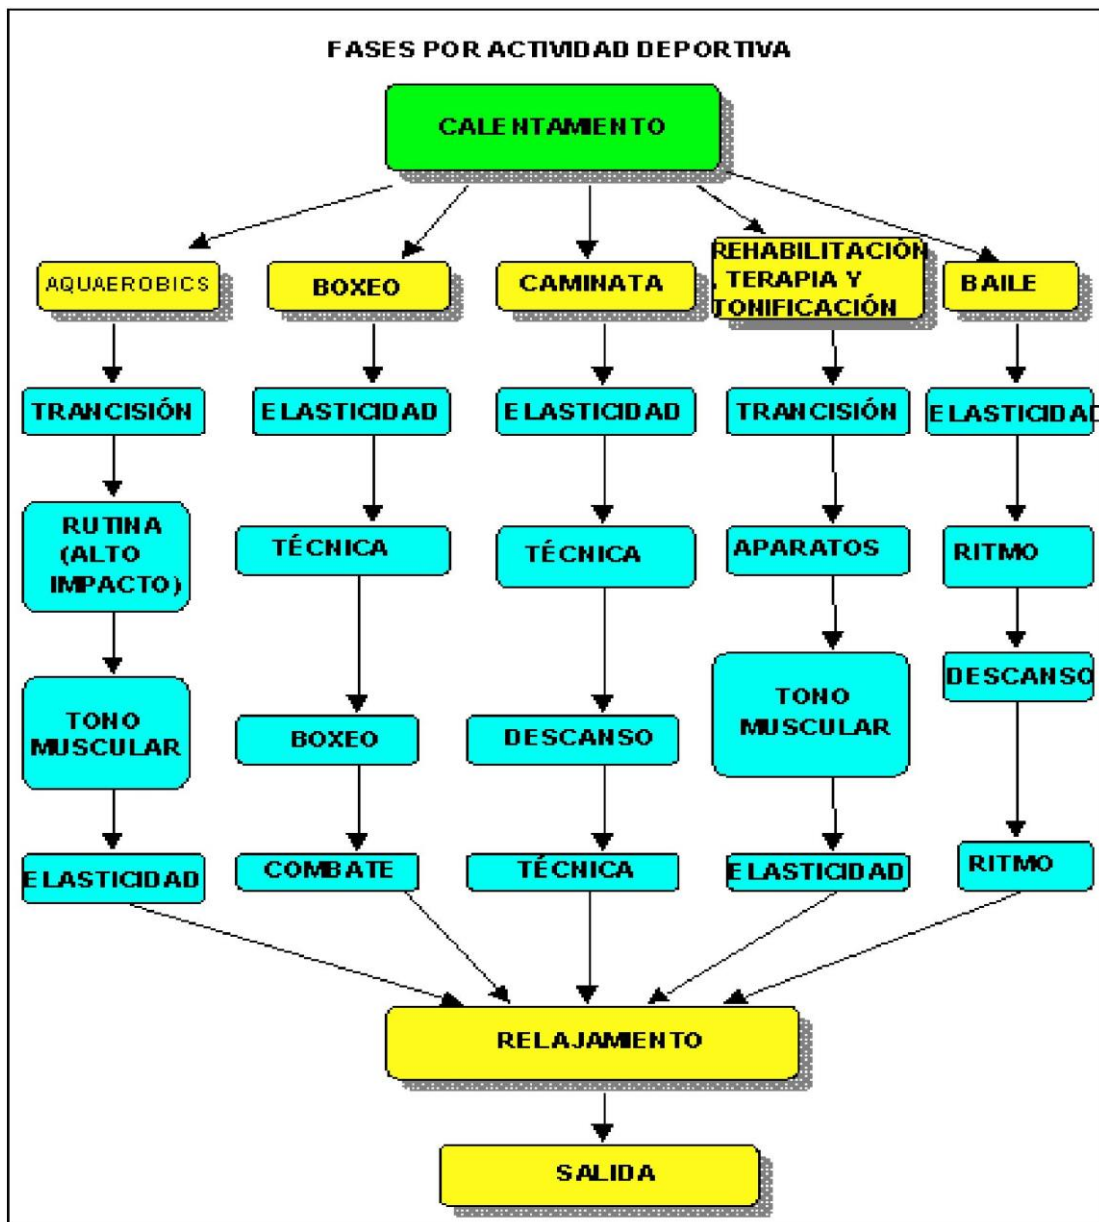 FASES POR ACTIVIDAD DEPORTIVA
CALENTAMIENTO
AQUAEROBICS
BOXEO
CAMINATA
REHABILITACIÓN
, TERAPIA Y
TONIFICACIÓN
BAILE
TRANCISIÓN
ELASTICIDAD
ELASTICIDAD
TRANCISIÓN
ELASTICIDAD
RUTINA
(ALTO
IMPACTO)
TÉCNICA
TÉCNICA
APARATOS
RITMO
TONO
MUSCULAR
BOXEO
DESCANSO
TONO
MUSCULAR
DESCANSO
ELASTICIDAD
COMBATE
TÉCNICA
ELASTICIDAD
RITMO
RELAJAMIENTO
SALIDA